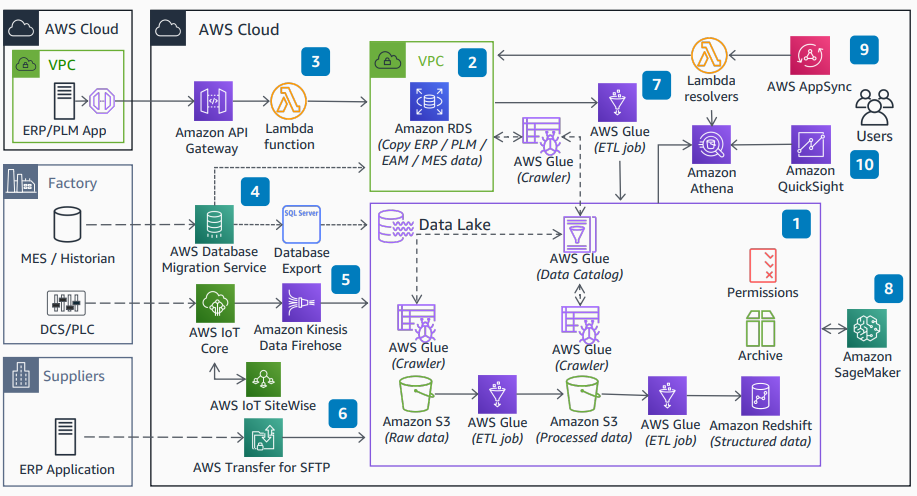 AWS Cloud
VPC
ERP/PLM App
Factory
MES / Historian
DCS/PLC
Suppliers
ERP Application
AWS Cloud
Amazon API
Gateway
3
Lambda
function
VPC
2
Amazon RDS
(Copy ERP / PLM /
EAM / MES data)
AWS Glue
(Crawler)
7
AWS Glue
(ETL job)
Lambda
resolvers
9
AWS AppSync
Users
Amazon
Athena
Amazon
QuickSight
10
4
AWS Database
Migration Service
SQL Server
Database
Export
5
AWS IoT
Core
Amazon Kinesis
Data Firehose
AWS IoT SiteWise
6
AWS Transfer for SFTP
Data Lake
1
AWS Glue
(Data Catalog)
Permissions
Archive
AWS Glue
(Crawler)
AWS Glue
(Crawler)
Amazon S3
(Raw data)
AWS Glue
(ETL job)
Amazon S3
(Processed data)
AWS Glue
(ETL job)
Amazon Redshift
(Structured data)
8
Amazon
SageMaker